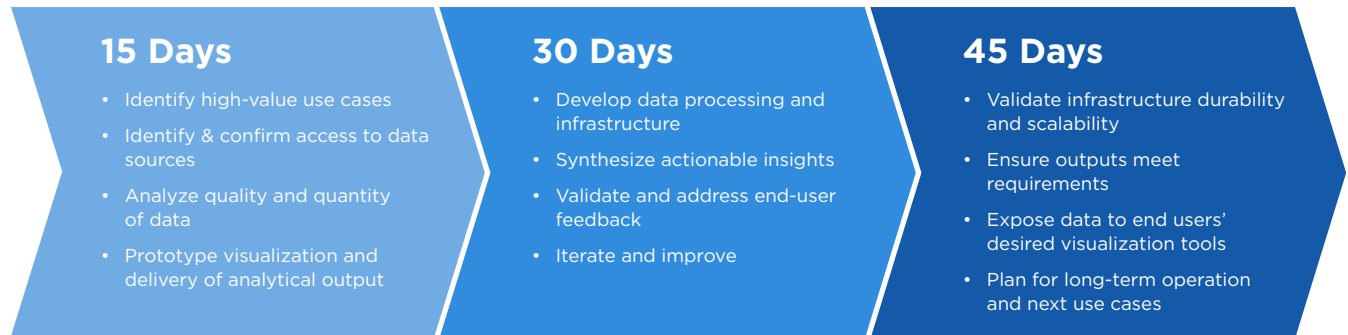 15 Days
• Identify high-value use cases
• Identify & confirm access to data
sources
• Analyze quality and quantity
of data
• Prototype visualization and
delivery of analytical output
30 Days
• Develop data processing and
infrastructure
• Synthesize actionable insights
• Validate and address end-user
feedback
• Iterate and improve
45 Days
• Validate infrastructure durability
and scalability
• Ensure outputs meet
requirements
• Expose data to end users’
desired visualization tools
• Plan for long-term operation
and next use cases